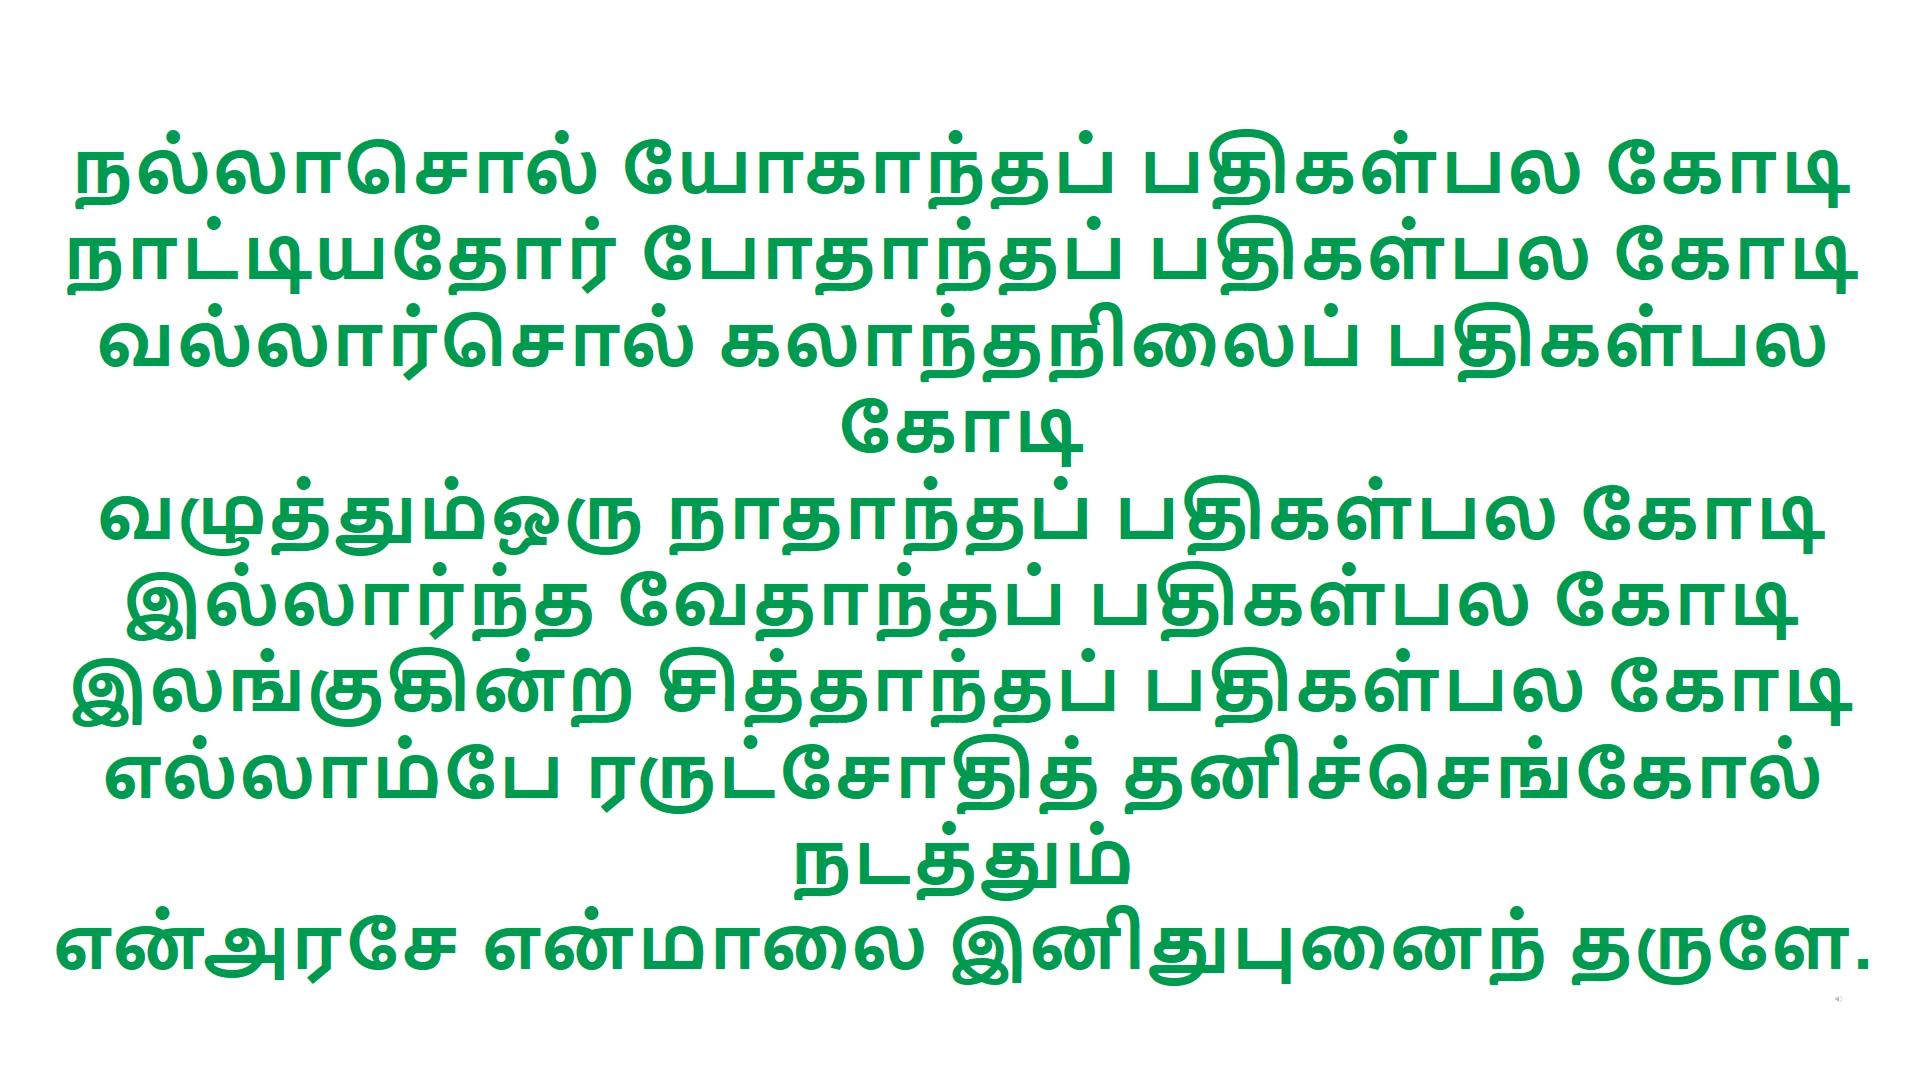 நல்லாசொல் யோகாந்தப் பதிகள்பல கோடி
நாட்டியதோர் போதாந்தப் பதிகள்பல கோடி
வல்லார்சொல் கலாந்தநிலைப் பதிகள்பல
கோடி
வழுத்தும்ஒரு நாதாந்தப் பதிகள்பல கோடி
இல்லார்ந்த வேதாந்தப் பதிகள்பல கோடி
இலங்குகின்ற சித்தாந்தப் பதிகள்பல கோடி
எல்லாம்பே ரருட்சோதித் தனிச்செங்கோல்
நடத்தும்
என்அரசே என்மாலை இனிதுபுனைந் தருளே.